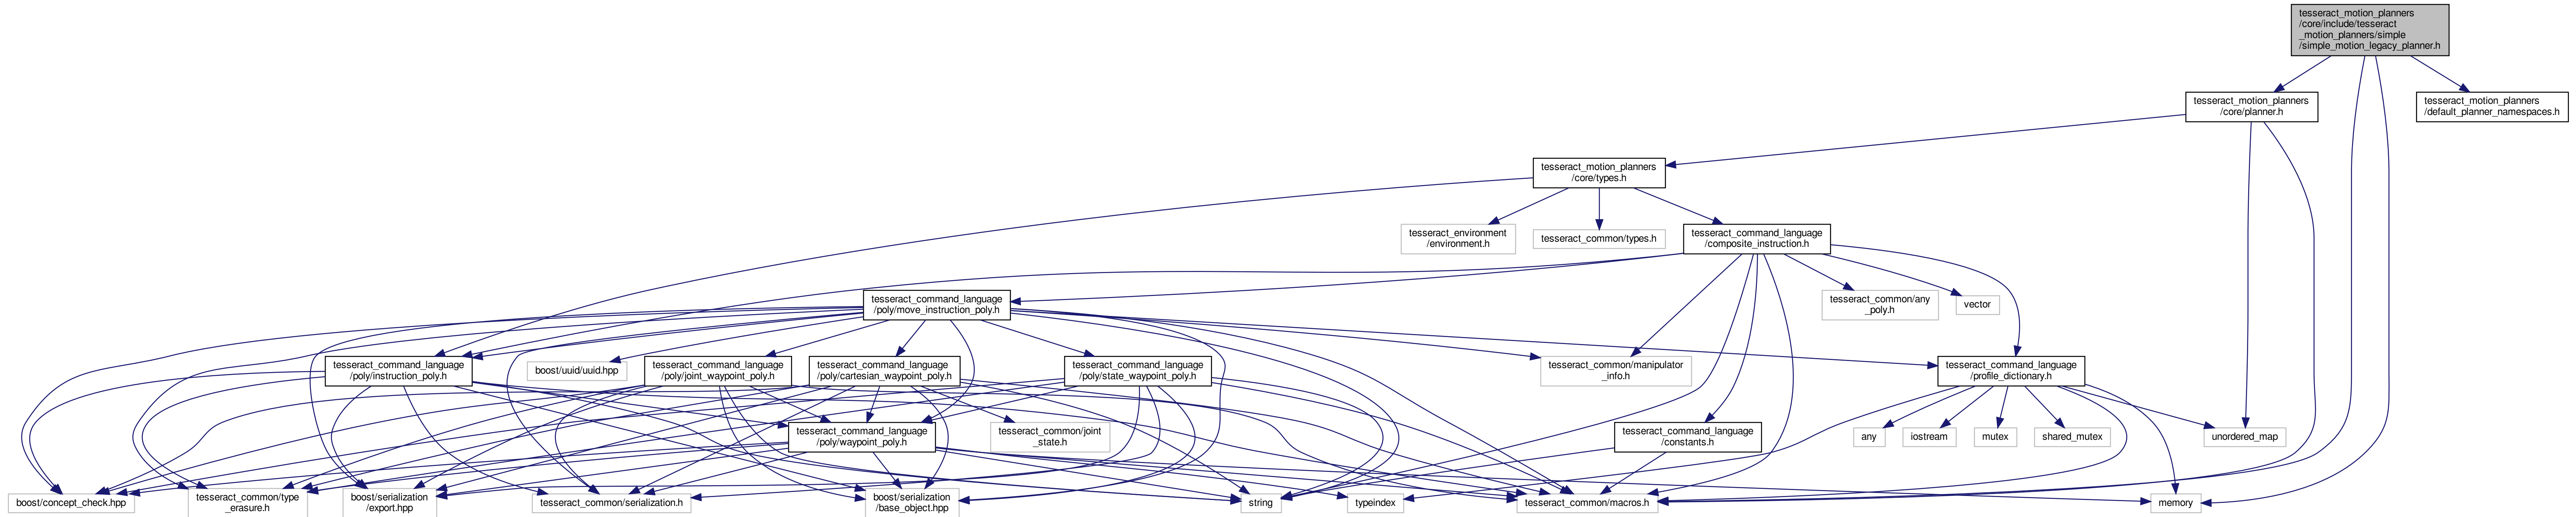 tesseract_motion_planners
/core/include/tesseract
_motion_planners/simple
/simple_motion_legacy_planner.h
tesseract_motion_planners
/core/planner.h
tesseract_motion_planners
/default_planner_namespaces.h
tesseract_motion_planners
/core/types.h
tesseract_environment
/environment.h
tesseract_common/types.h
tesseract_command_language
/composite_instruction.h
tesseract_command_language
/poly/move_instruction_poly.h
tesseract_common/any
_poly.h
vector
tesseract_command_language
/poly/instruction_poly.h
boost/uuid/uuid.hpp
tesseract_command_language
/poly/joint_waypoint_poly.h
tesseract_command_language
/poly/cartesian_waypoint_poly.h
tesseract_command_language
/poly/state_waypoint_poly.h
tesseract_common/manipulator
_info.h
tesseract_command_language
/profile_dictionary.h
tesseract_command_language
/poly/waypoint_poly.h
tesseract_common/joint
_state.h
tesseract_command_language
/constants.h
any
iostream
mutex
shared_mutex
unordered_map
boost/concept_check.hpp
tesseract_common/type
_erasure.h
boost/serialization
/export.hpp
tesseract_common/serialization.h
boost/serialization
/base_object.hpp
string
typeindex
tesseract_common/macros.h
memory